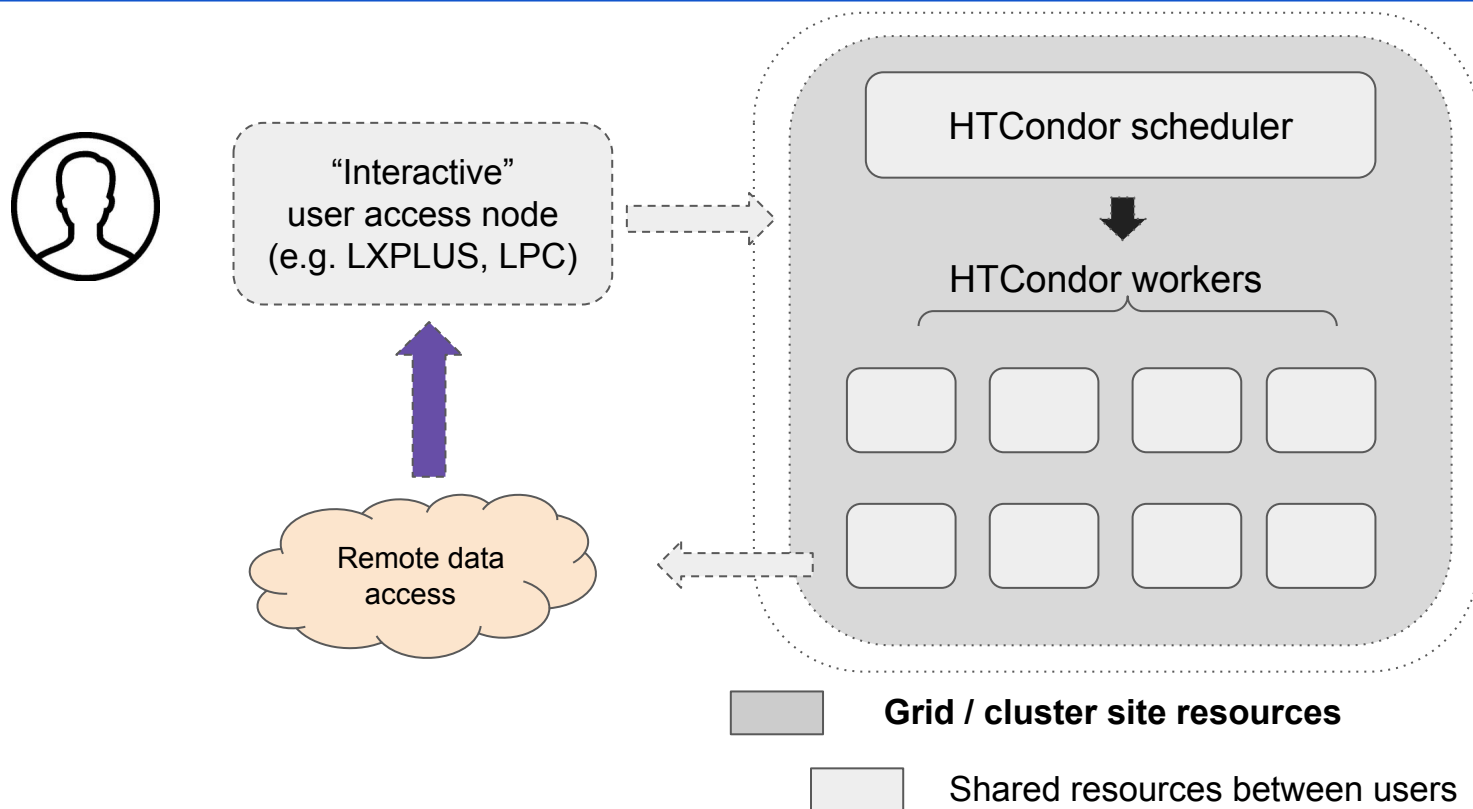 “Interactive”
user access node
(e.g. LXPLUS, LPC)
HTCondor scheduler
HTCondor workers
Remote data
access
Grid / cluster site resources
Shared resources between users